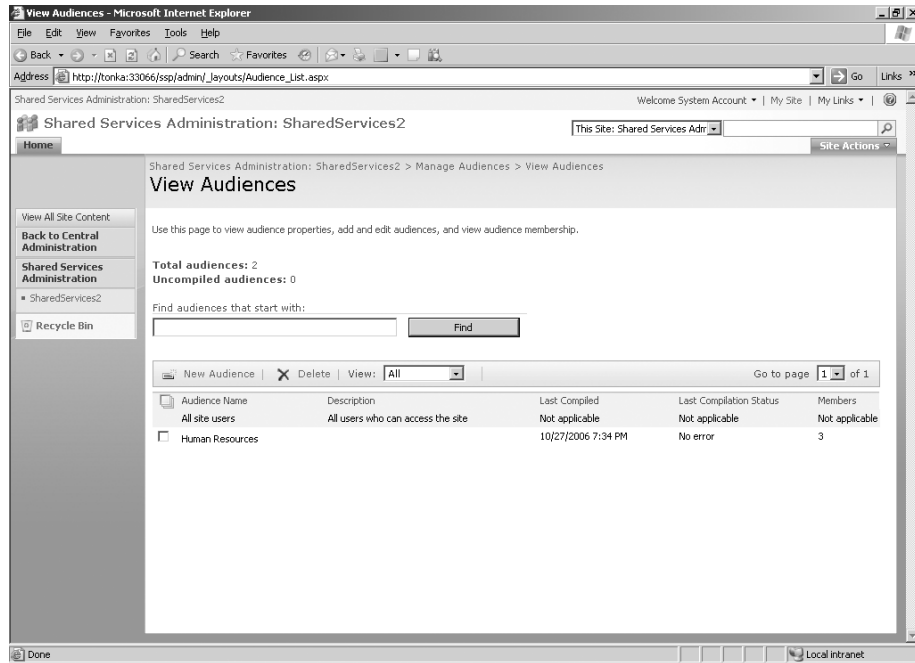 View Audiences - Microsoft Internet Explorer
File Edit View Favorites Tools Help
Back Search Favorites
Address http://tonka:33066/ssp/admin/_layouts/Audience_List.aspx Go Links »
Shared Services Administration: SharedServices2 Welcome System Account | My Site | My Links |
Shared Services Administration: SharedServices2 This Site: Shared Services Adm
Home Site Actions
Shared Services Administration: SharedServices2 > Manage Audiences > View Audiences
View Audiences
View All Site Content
Back to Central
Administration
Shared Services
Administration
SharedServices2
Recycle Bin
Use this page to view audience properties, add and edit audiences, and view audience membership.
Total audiences: 2
Uncompiled audiences: 0
Find audiences that start with:
Find
New Audience | Delete | View: All Go to page 1 of 1
Audience Name Description Last Compiled Last Compilation Status Members
All site users All users who can access the site Not applicable Not applicable Not applicable
Human Resources 10/27/2006 7:34 PM No error 3
Done Local intranet